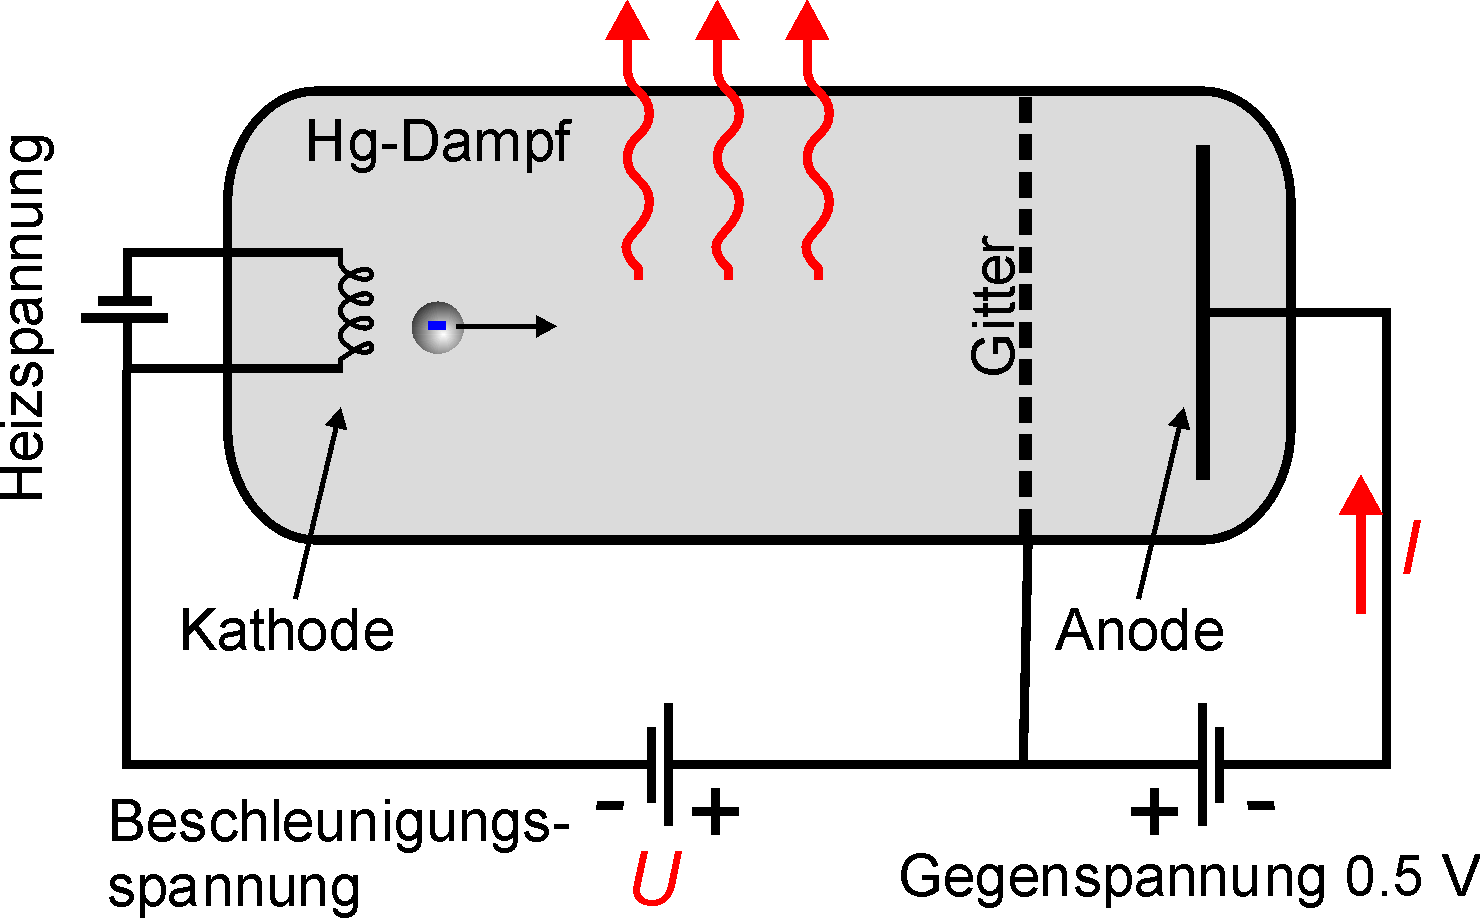 Hg-Dampf
Heizspannung
-
Gitter
Kathode
Anode
I
- +
+ -
Beschleunigungs-
spannung
U
Gegenspannung 0.5 V